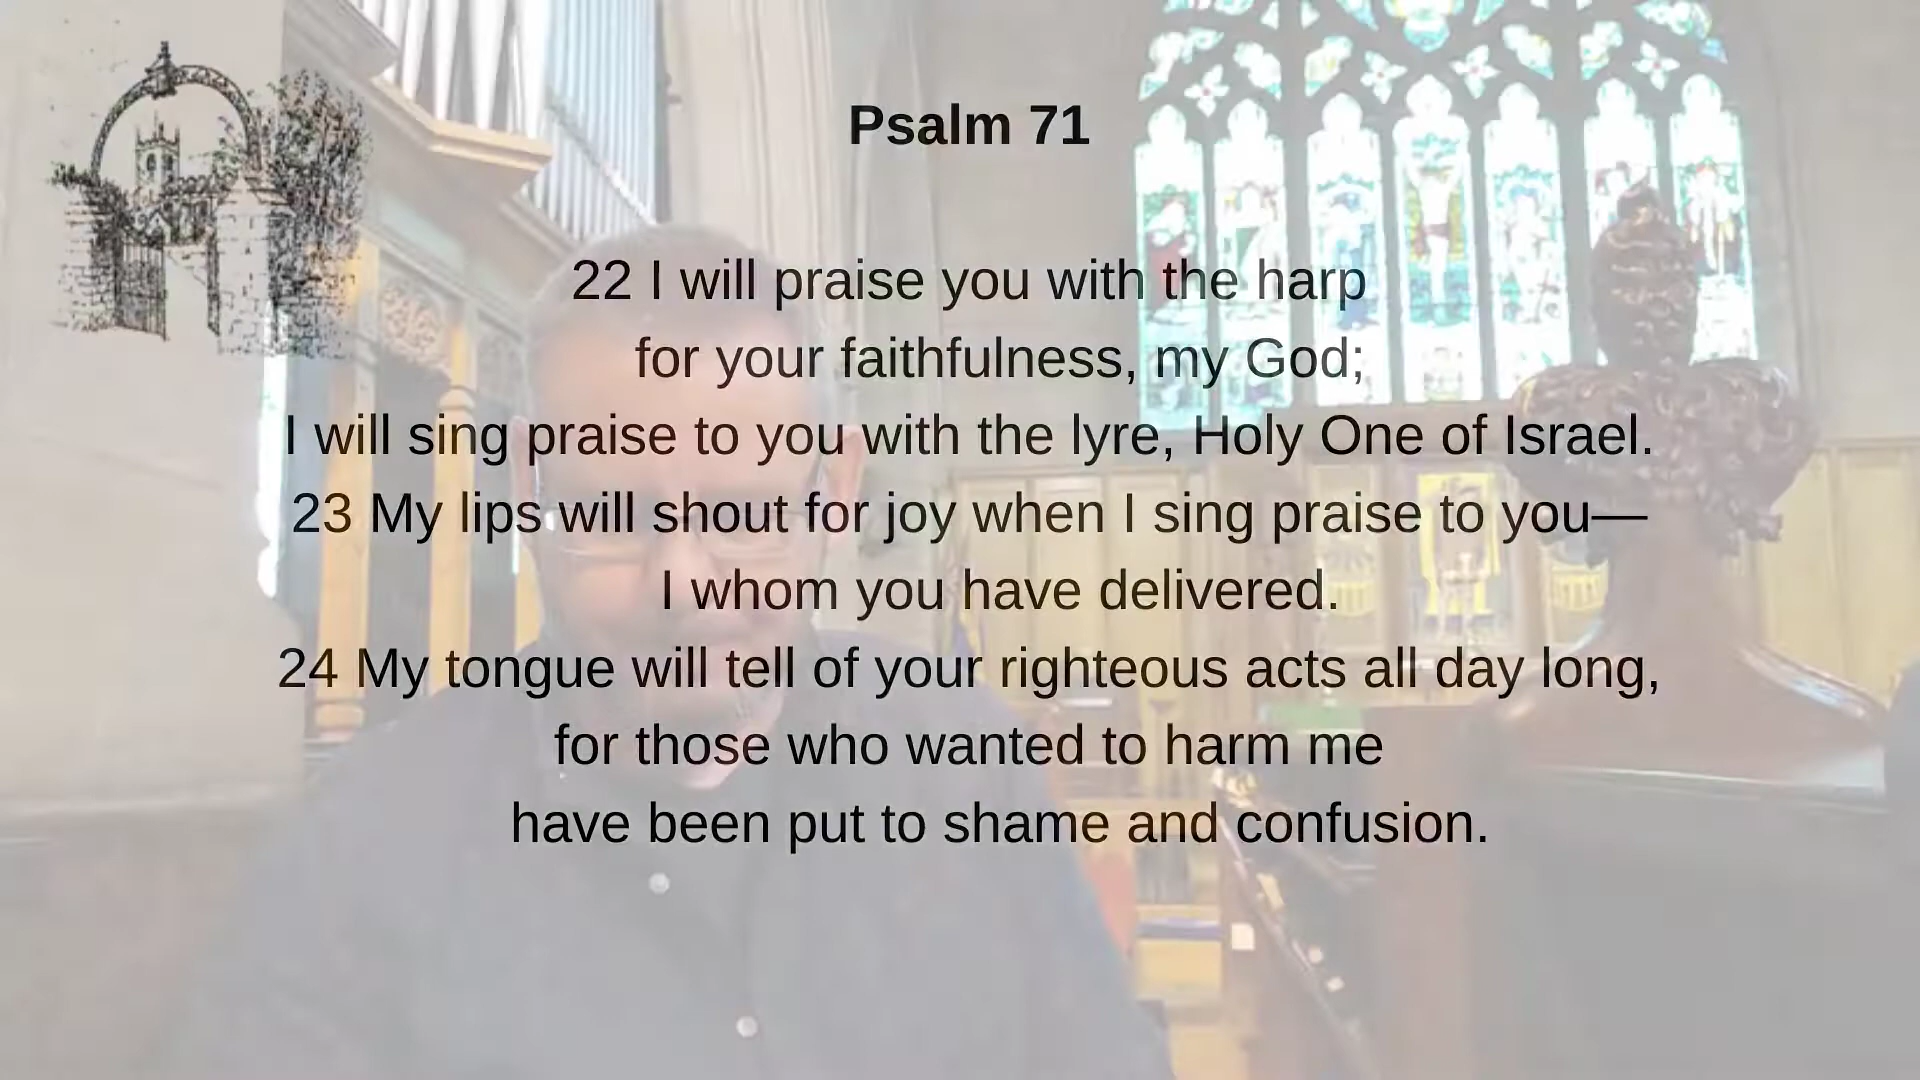 Psalm 71
22 I will praise you with the harp
for your faithfulness, my God;
I will sing praise to you with the lyre, Holy One of Israel.
23 My lips will shout for joy when I sing praise to you—
I whom you have delivered.
24 My tongue will tell of your righteous acts all day long,
for those who wanted to harm me
have been put to shame and confusion.